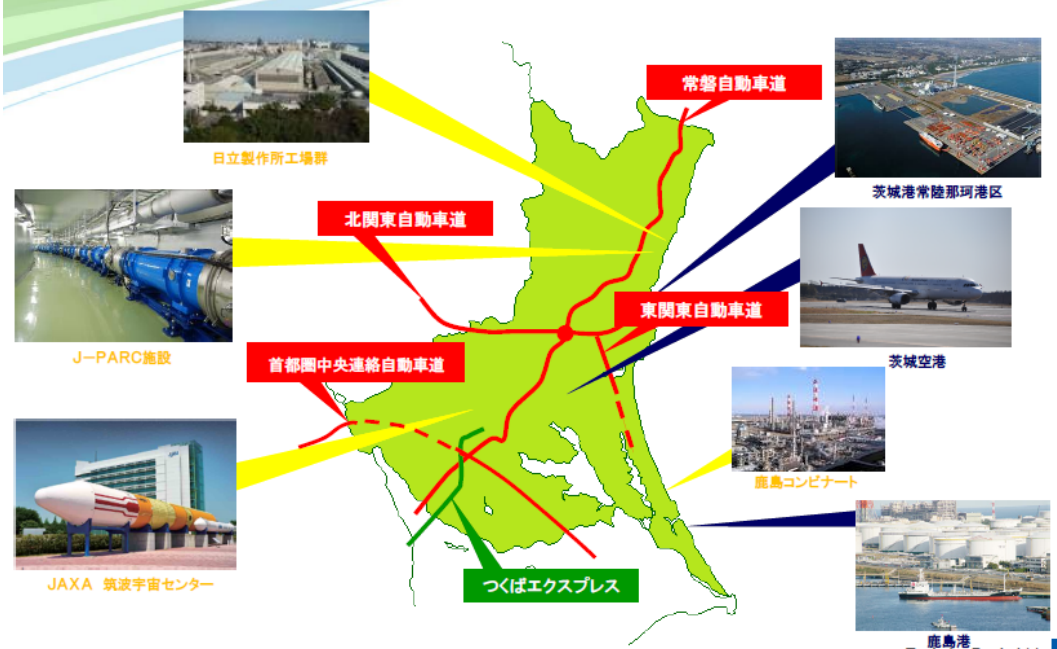 常磐自動車道
日立製作所工場群
茨城港常陸那珂港区
北関東自動車道
東関東自動車道
J-PARC施設
首都圏中央連絡自動車道
茨城空港
鹿島コンビナート
JAXA 筑波宇宙センター
つくばエクスプレス
鹿島港